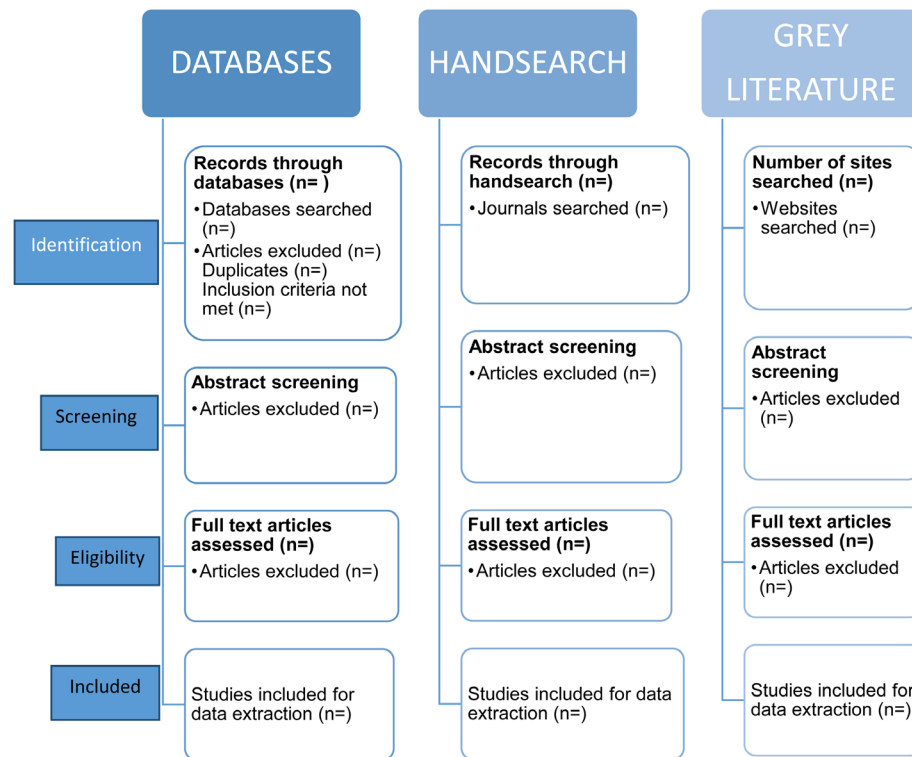 DATABASES
HANDSEARCH
GREY
LITERATURE
Identification
Records through
databases (n= )
•Databases searched
(n=)
•Articles excluded (n=)
Duplicates (n=)
Inclusion criteria not
met (n=)
Records through
handsearch (n=)
•Journals searched (n=)
Number of sites
searched (n=)
•Websites
searched (n=)
Screening
Abstract screening
•Articles excluded (n=)
Abstract screening
•Articles excluded (n=)
Abstract
screening
•Articles excluded
(n=)
Eligibility
Full text articles
assessed (n=)
•Articles excluded (n=)
Full text articles
assessed (n=)
•Articles excluded (n=)
Full text articles
assessed (n=)
•Articles excluded
(n=)
Included
Studies included for
data extraction (n=)
Studies included for data
extraction (n=)
Studies included for
data extraction (n=)